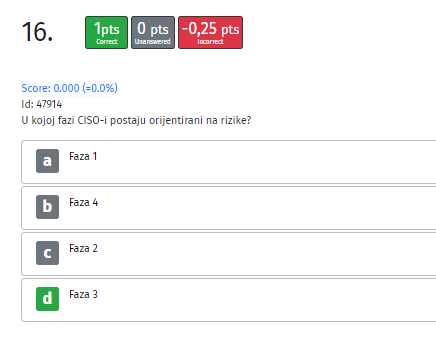 16.
1pts
Correct
0 pts
Unanswered
-0,25 pts
Incorrect
Score: 0.000 (=0.0%)
Id: 47914
U kojoj fazi CISO-i postaju orijentirani na rizike?
a Faza 1
b Faza 4
c Faza 2
d Faza 3